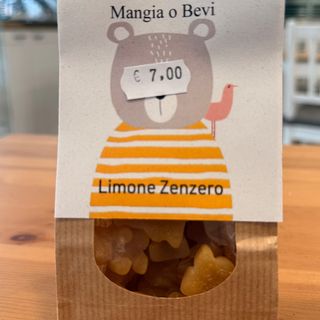 Mangia o Bevi
€ 7,00
Limone Zenzero